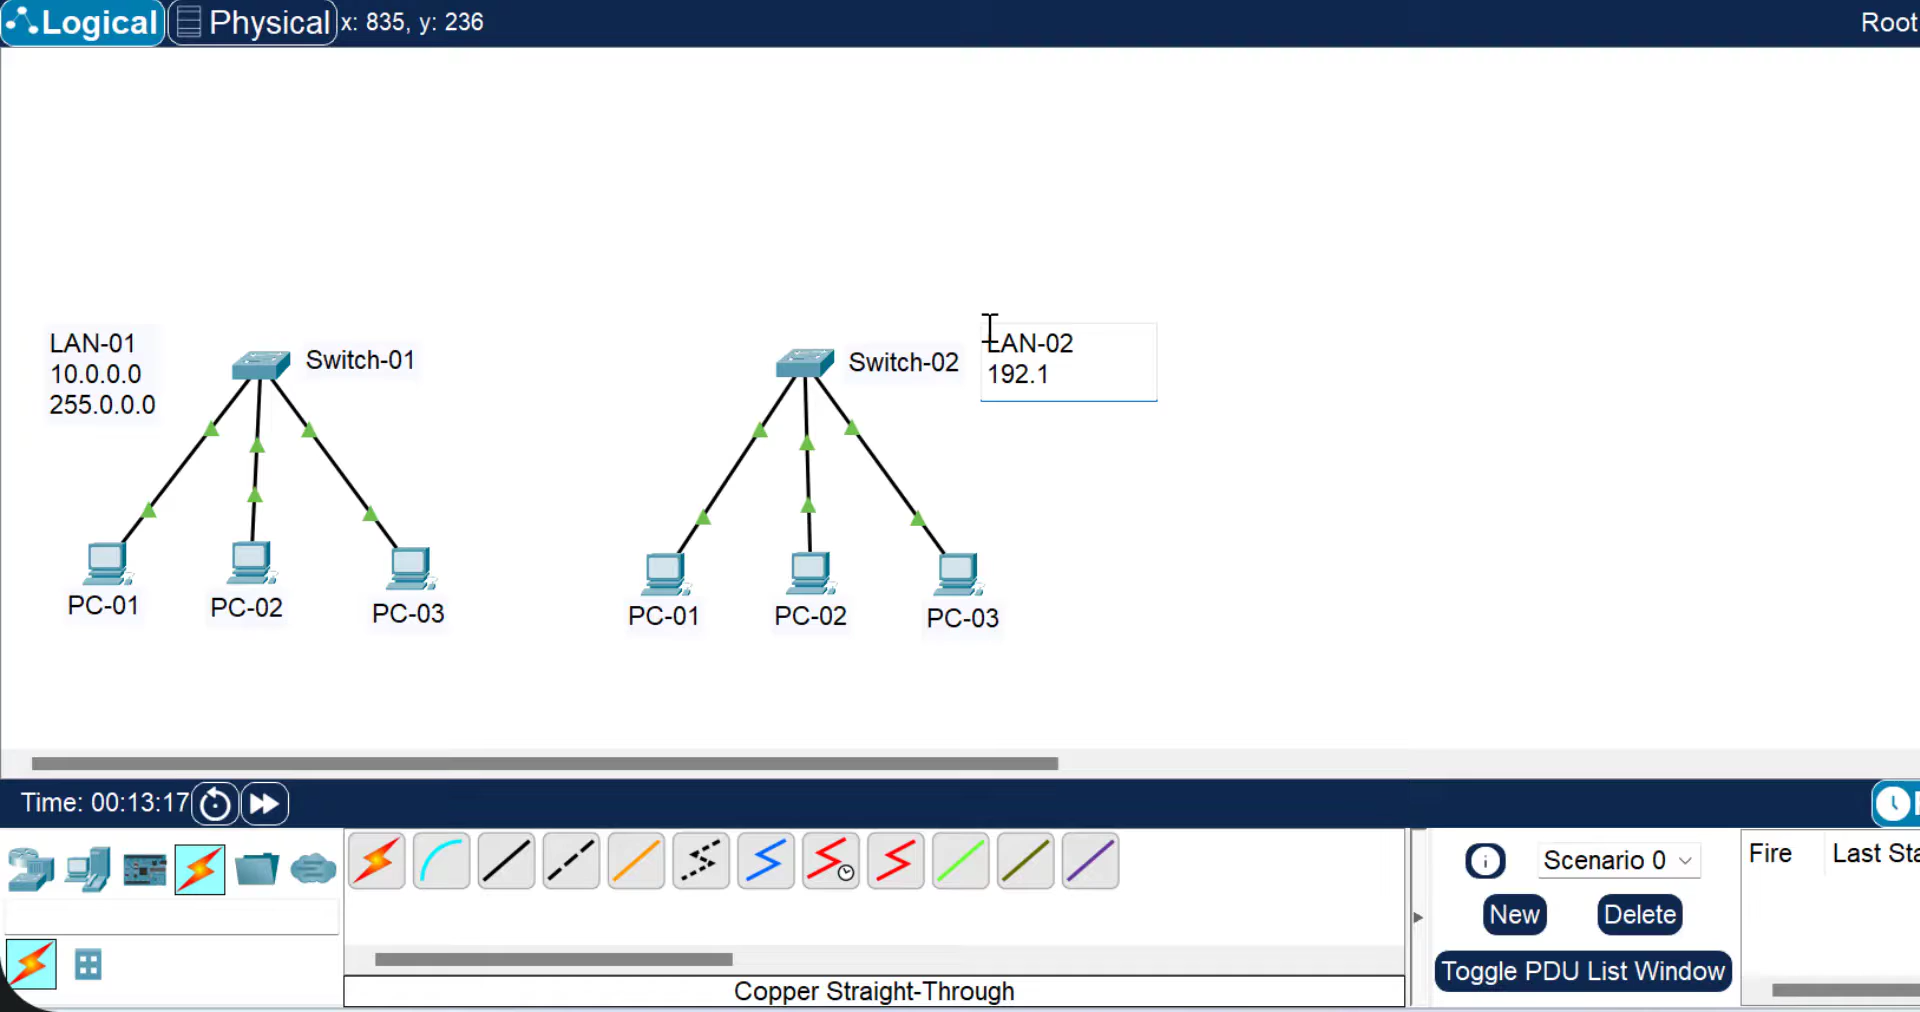 Logical
Physical
x: 835, y: 236
Root
LAN-01
10.0.0.0
255.0.0.0
Switch-01
Switch-02
LAN-02
192.1
PC-01
PC-02
PC-03
PC-01
PC-02
PC-03
Time: 00:13:17
Scenario 0
Fire
Last Sta
New
Delete
Toggle PDU List Window
Copper Straight-Through